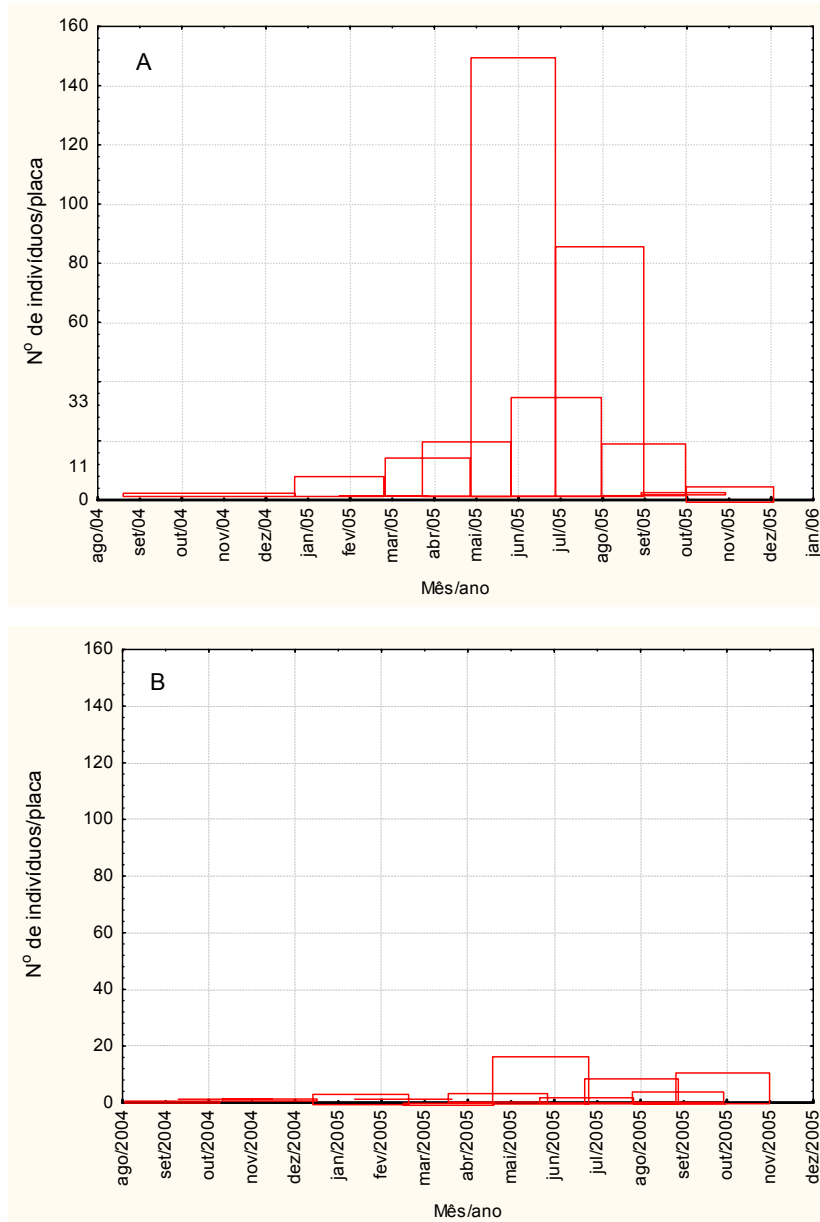 A
160
140
120
100
80
60
33
11
0
Nº de indivíduos/placa
ago/04
set/04
out/04
nov/04
dez/04
jan/05
fev/05
mar/05
abr/05
mai/05
jun/05
jul/05
ago/05
set/05
out/05
nov/05
dez/05
jan/06
Mês/ano
B
160
140
120
100
80
60
40
20
0
Nº de indivíduos/placa
ago/2004
set/2004
out/2004
nov/2004
dez/2004
jan/2005
fev/2005
mar/2005
abr/2005
mai/2005
jun/2005
jul/2005
ago/2005
set/2005
out/2005
nov/2005
dez/2005
Mês/ano